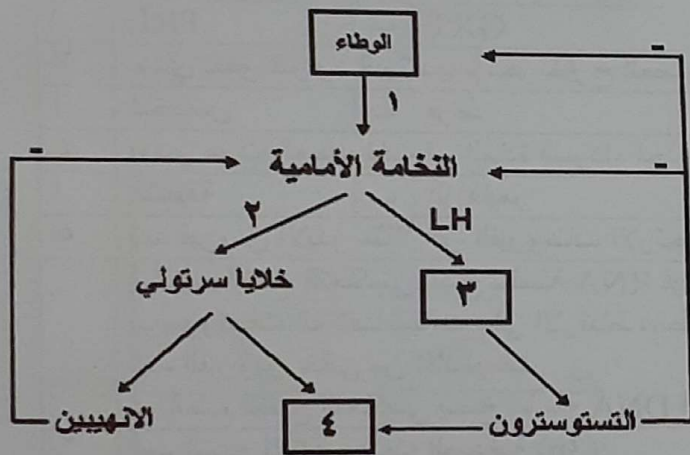 الوطاء
-
١
-
-
النخامة الأمامية
٢
LH
خلايا سرتولي
٣
الانهيبين
٤
التستوسترون